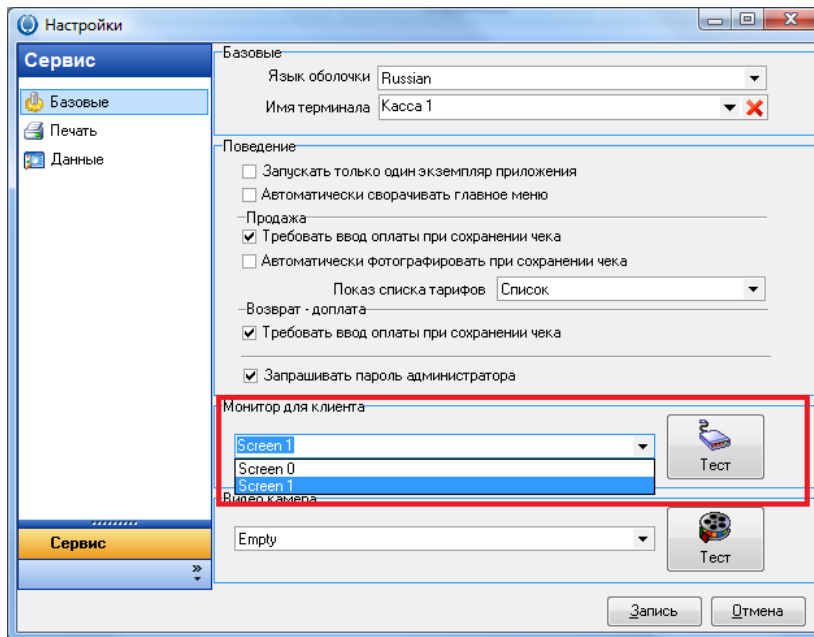 Настройки
Сервис
Базовые
Печать
Данные
Сервис
Базовые
Язык оболочки Russian
Имя терминала Касса 1
Поведение
Запускать только один экземпляр приложения
Автоматически сворачивать главное меню
Продажа
Требовать ввод оплаты при сохранении чека
Автоматически фотографировать при сохранении чека
Показ списка тарифов Список
Возврат - доплата
Требовать ввод оплаты при сохранении чека
Запрашивать пароль администратора
Монитор для клиента
Screen 1
Screen 0
Screen 1
Тест
Видео камера
Empty
Тест
Запись Отмена